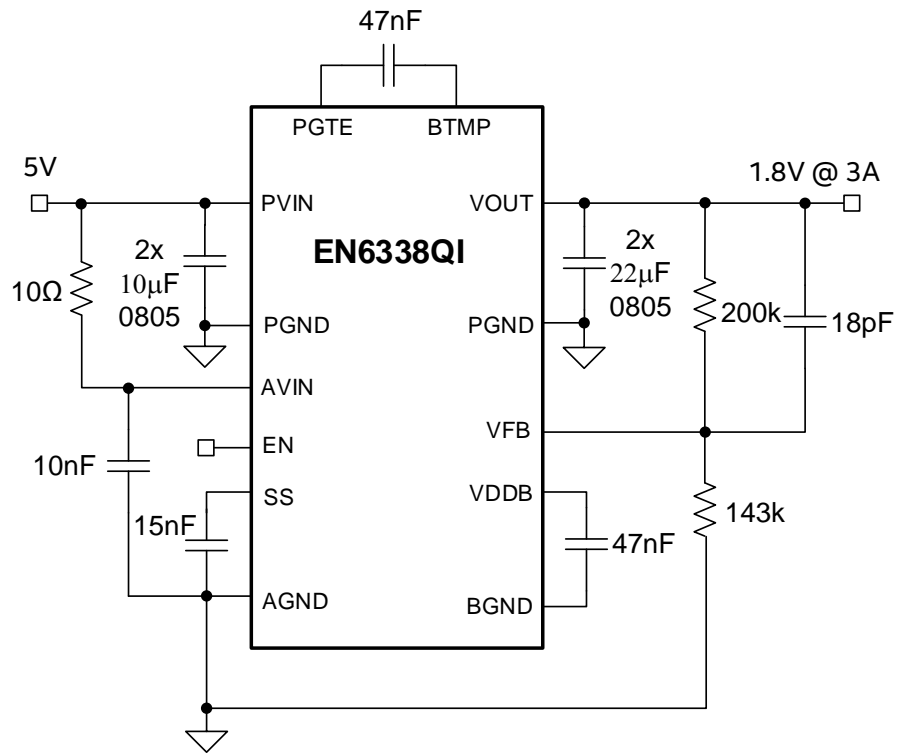 47nF
PGTE
BTMP
5V
1.8V @ 3A
PVIN
VOUT
EN6338QI
2x
10μF
0805
2x
22μF
0805
10Ω
200k
18pF
PGND
PGND
AVIN
VFB
EN
10nF
SS
VDDB
15nF
143k
47nF
AGND
BGND